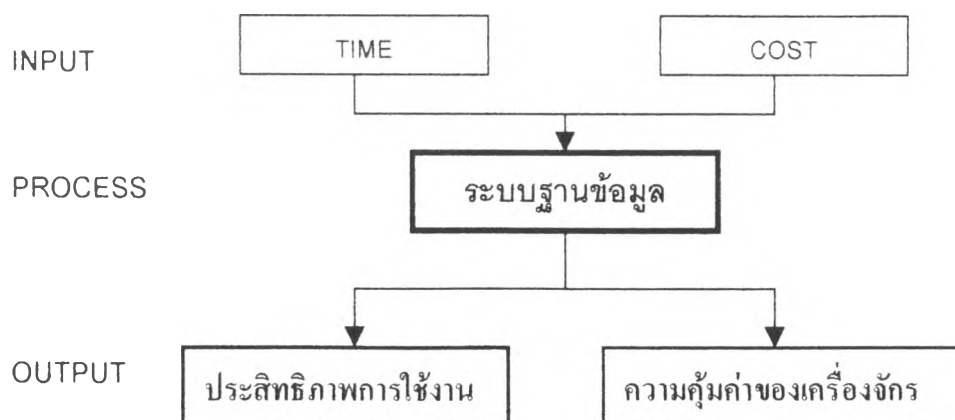 INPUT
TIME
COST
PROCESS
ระบบฐานข้อมูล
OUTPUT
ประสิทธิภาพการใช้งาน
ความคุ้มค่าของเครื่องจักร